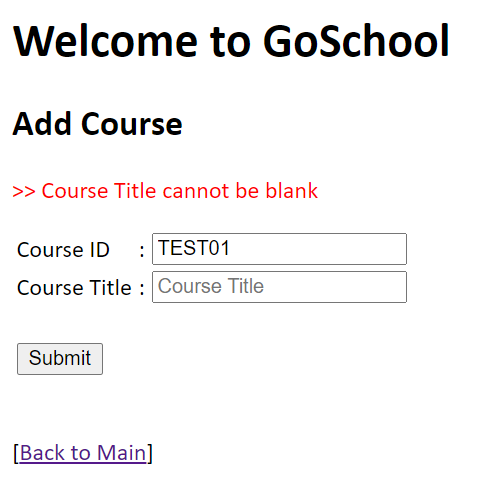 Welcome to GoSchool
Add Course
>> Course Title cannot be blank
Course ID : TEST01
Course Title : Course Title
Submit
[Back to Main]